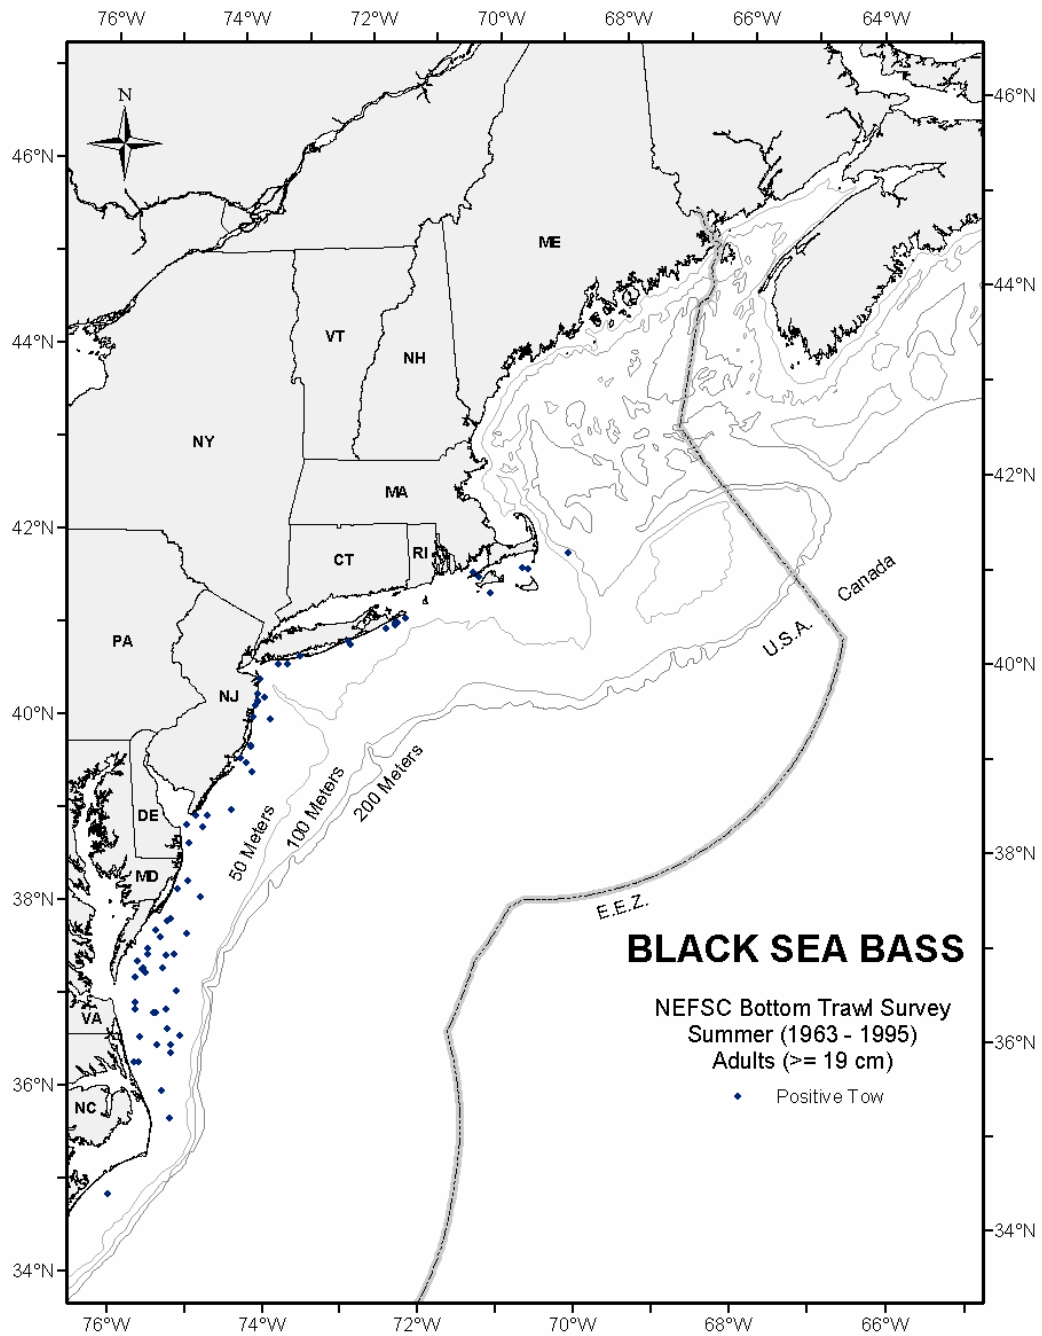 76°W 74°W 72°W 70°W 68°W 66°W 64°W
N
46°N
46°N
ME
44°N
VT
44°N
NH
NY
42°N
MA
42°N
RI
CT
Canada
PA
U.S.A.
40°N
NJ
40°N
200 Meters
100 Meters
50 Meters
DE
38°N
MD
38°N
E.E.Z.
BLACK SEA BASS
NEFSC Bottom Trawl Survey
VA
Summer (1963 - 1995)
36°N
Adults (>= 19 cm)
36°N
Positive Tow
NC
34°N
34°N
76°W 74°W 72°W 70°W 68°W 66°W